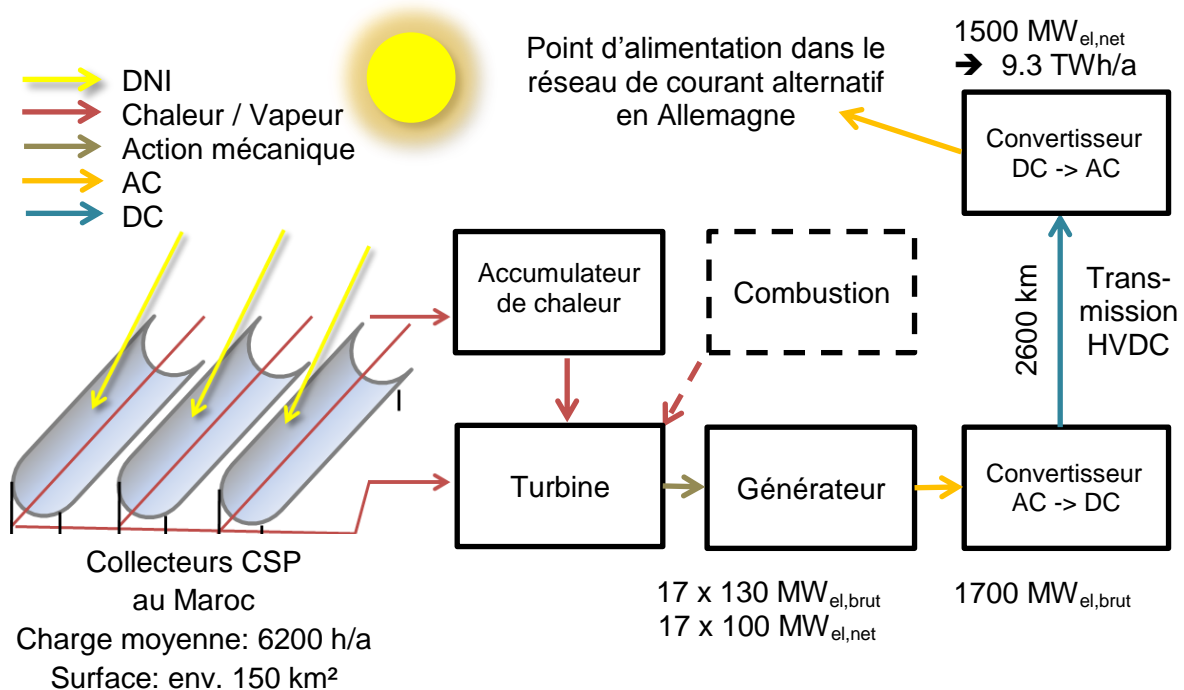 DNI
Chaleur / Vapeur
Action mécanique
AC
DC
Point d’alimentation dans le
réseau de courant alternatif
en Allemagne
1500 MWel,net
➔ 9.3 TWh/a
Convertisseur
DC -> AC
Accumulateur
de chaleur
Combustion
2600 km
Trans-
mission
HVDC
Turbine
Générateur
Convertisseur
AC -> DC
Collecteurs CSP
au Maroc
Charge moyenne: 6200 h/a
Surface: env. 150 km²
17 x 130 MWel,brut
17 x 100 MWel,net
1700 MWel,brut